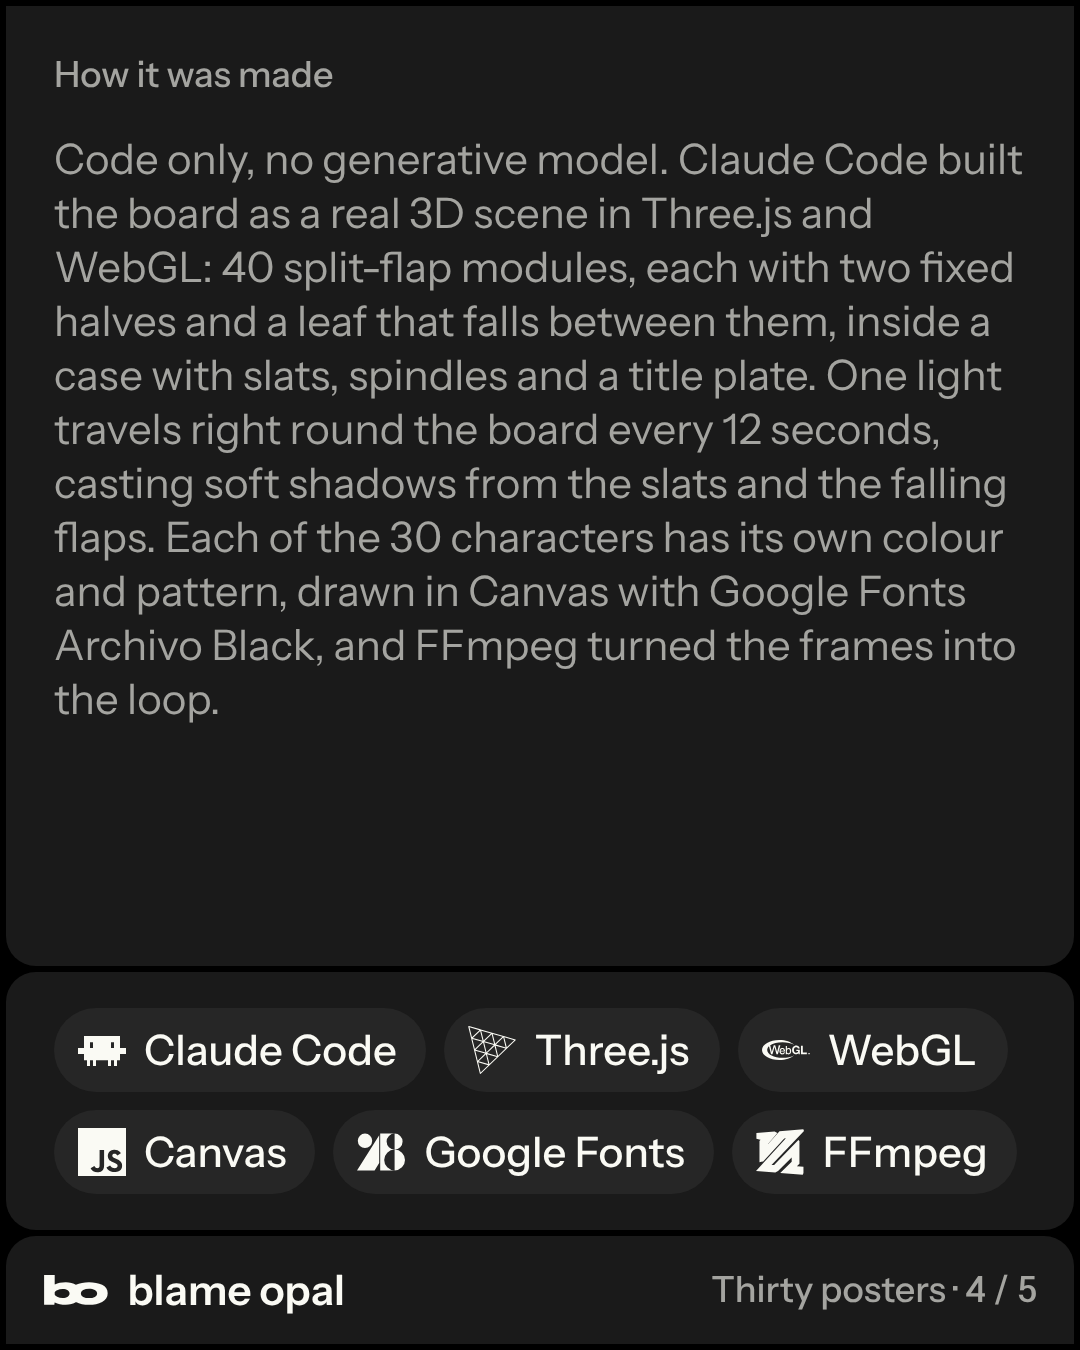 How it was made
Code only, no generative model. Claude Code built
the board as a real 3D scene in Three.js and
WebGL: 40 split-flap modules, each with two fixed
halves and a leaf that falls between them, inside a
case with slats, spindles and a title plate. One light
travels right round the board every 12 seconds,
casting soft shadows from the slats and the falling
flaps. Each of the 30 characters has its own colour
and pattern, drawn in Canvas with Google Fonts
Archivo Black, and FFmpeg turned the frames into
the loop.
Claude Code
Three.js
WebGL. WebGL
JS Canvas
Google Fonts
FFmpeg
bo blame opal
Thirty posters · 4 / 5